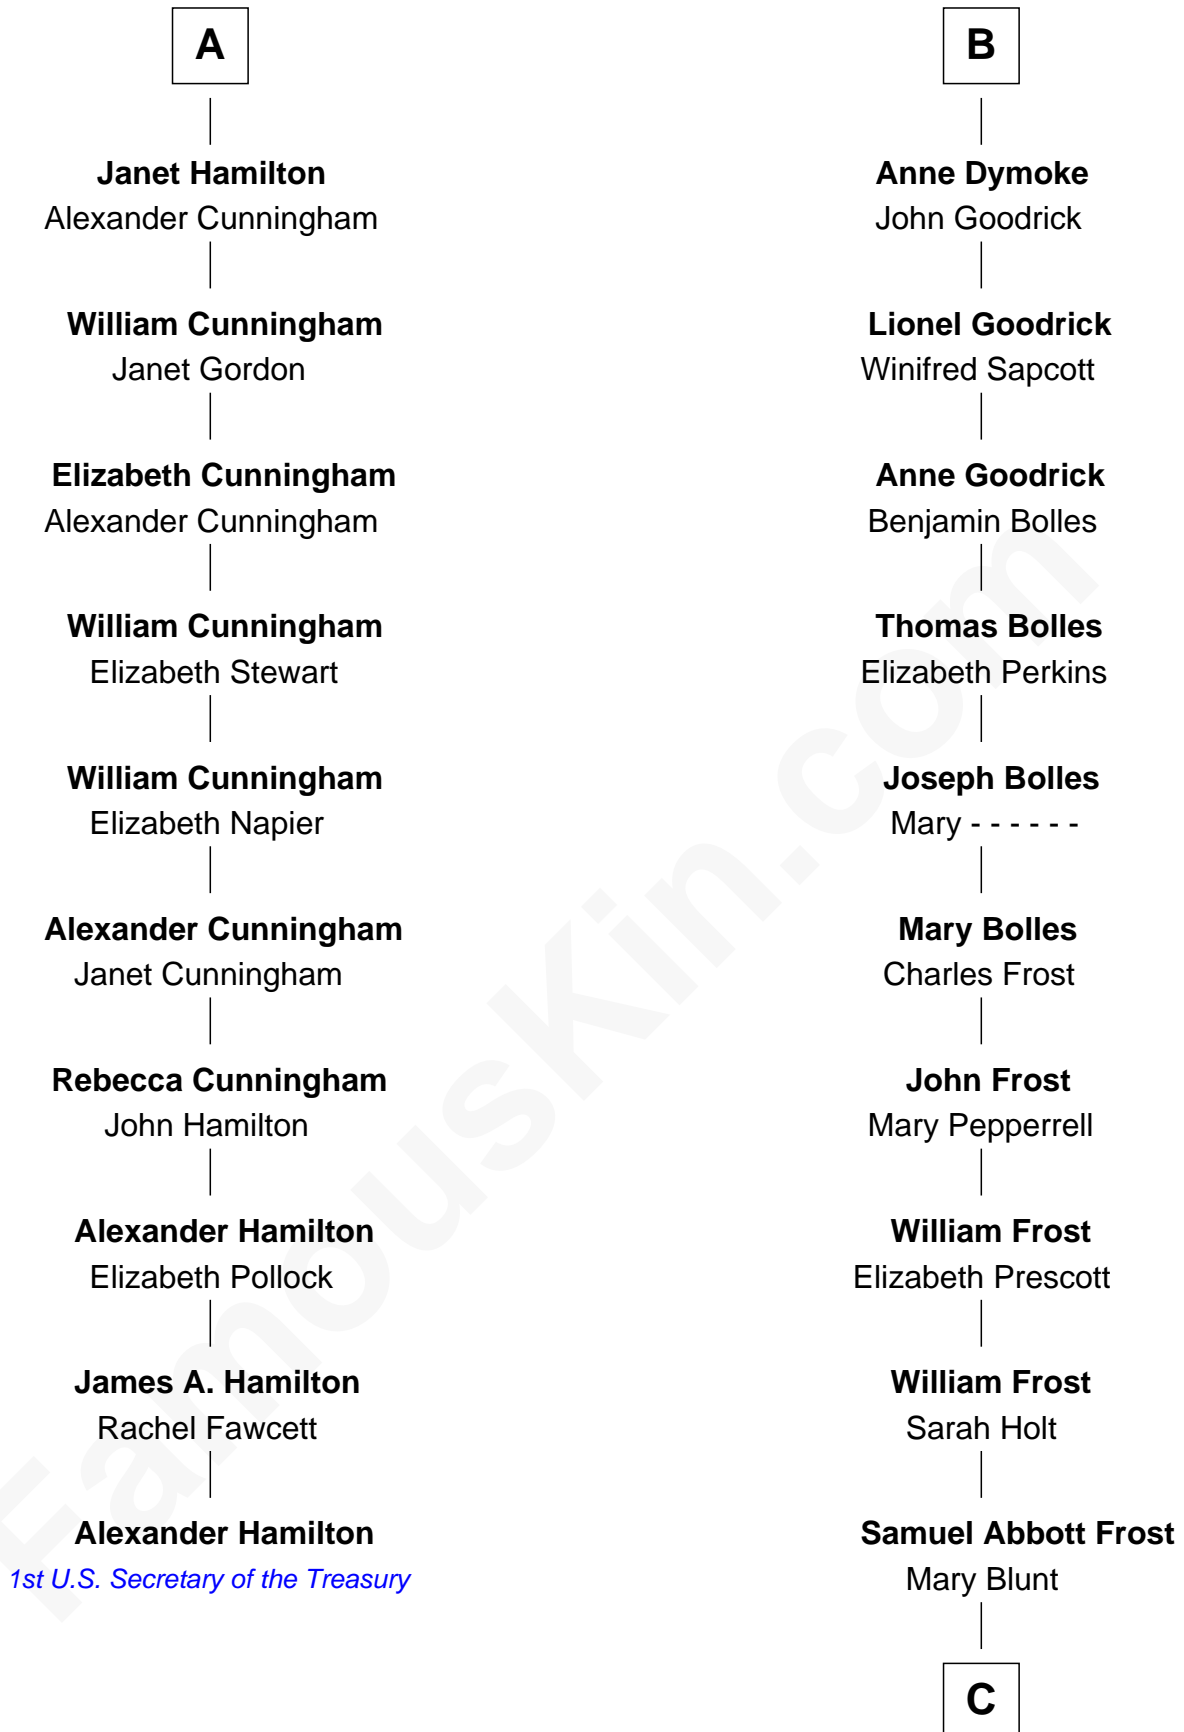 A
Janet Hamilton
Alexander Cunningham
William Cunningham
Janet Gordon
Elizabeth Cunningham
Alexander Cunningham
William Cunningham
Elizabeth Stewart
William Cunningham
Elizabeth Napier
Alexander Cunningham
Janet Cunningham
Rebecca Cunningham
John Hamilton
Alexander Hamilton
Elizabeth Pollock
James A. Hamilton
Rachel Fawcett
Alexander Hamilton
1st U.S. Secretary of the Treasury
B
Anne Dymoke
John Goodrick
Lionel Goodrick
Winifred Sapcott
Anne Goodrick
Benjamin Bolles
Thomas Bolles
Elizabeth Perkins
Joseph Bolles
Mary - - - - - -
Mary Bolles
Charles Frost
John Frost
Mary Pepperrell
William Frost
Elizabeth Prescott
William Frost
Sarah Holt
Samuel Abbott Frost
Mary Blunt
C
FamousKin.com